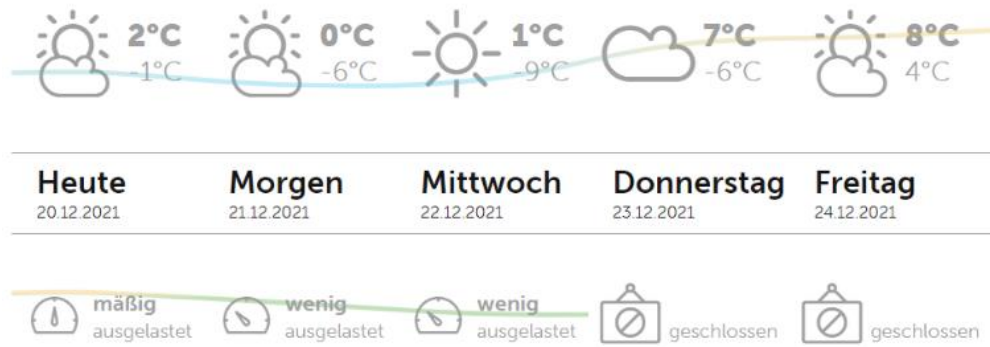 2°C 0°C 1°C 7°C 8°C
-1°C -6°C -9°C -6°C 4°C
Heute Morgen Mittwoch Donnerstag Freitag
20.12.2021 21.12.2021 22.12.2021 23.12.2021 24.12.2021
mäßig wenig wenig
ausgelastet ausgelastet ausgelastet geschlossen geschlossen